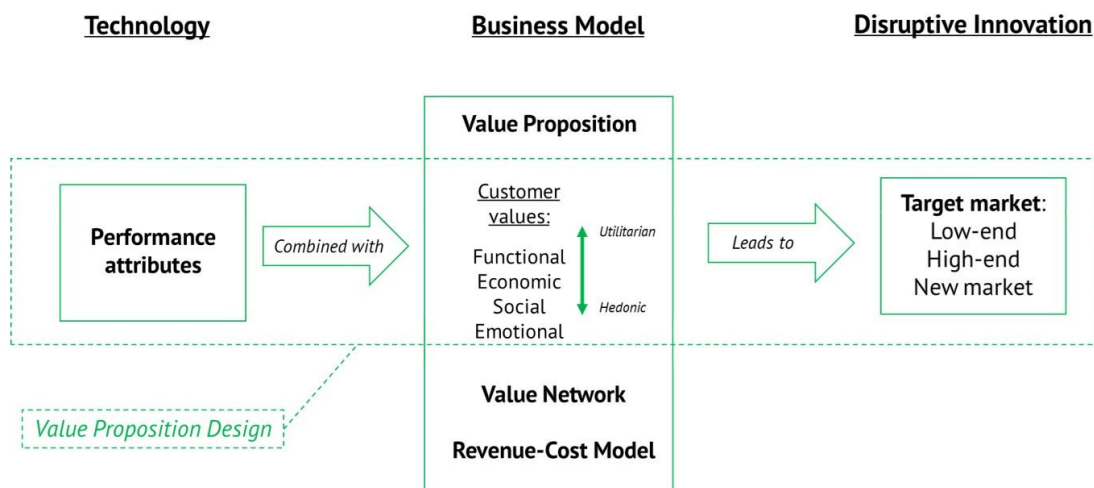 Technology
Business Model
Disruptive Innovation
Value Proposition
Performance
attributes
Combined with
Customer
values:
Functional
Economic
Social
Emotional
Utilitarian
Hedonic
Leads to
Target market:
Low-end
High-end
New market
Value Proposition Design
Value Network
Revenue-Cost Model